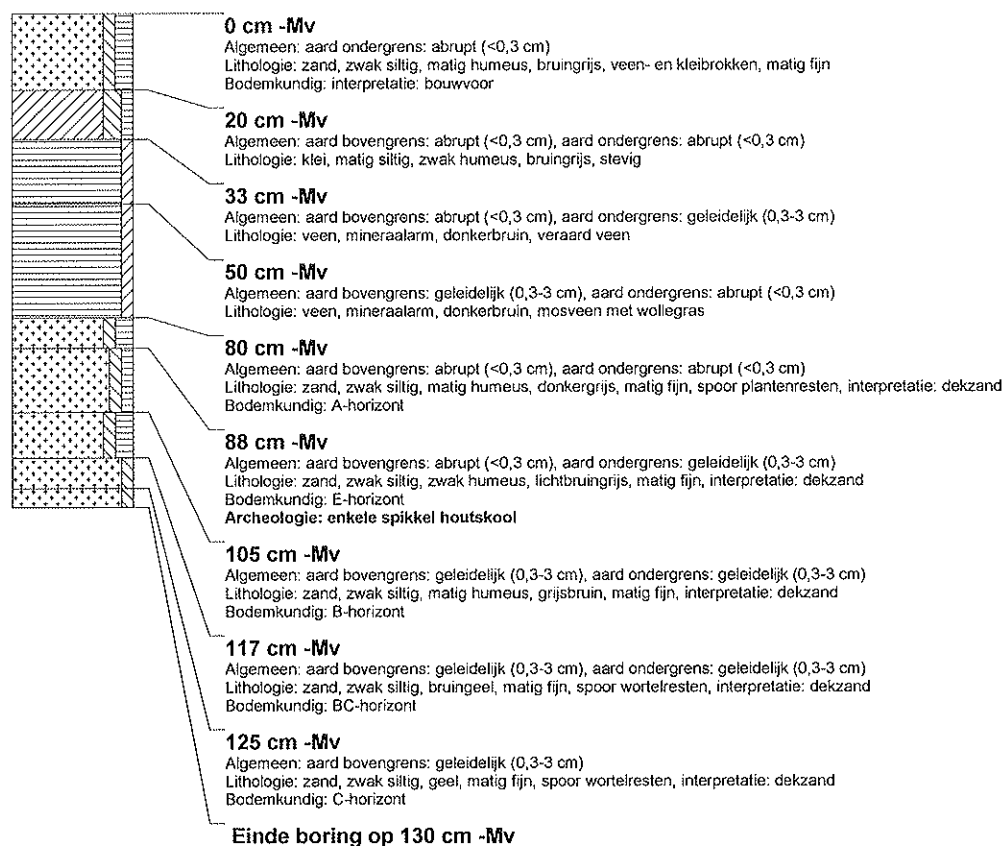 0 cm -Mv
Algemeen: aard ondergrens: abrupt (<0,3 cm)
Lithologie: zand, zwak siltig, matig humeus, bruingrijs, veen- en kleibrokken, matig fijn
Bodemkundig: interpretatie: bouwvoor
20 cm -Mv
Algemeen: aard bovengrens: abrupt (<0,3 cm), aard ondergrens: abrupt (<0,3 cm)
Lithologie: klei, matig siltig, zwak humeus, bruingrijs, stevig
33 cm -Mv
Algemeen: aard bovengrens: abrupt (<0,3 cm), aard ondergrens: geleidelijk (0,3-3 cm)
Lithologie: veen, mineraalarm, donkerbruin, veraard veen
50 cm -Mv
Algemeen: aard bovengrens: geleidelijk (0,3-3 cm), aard ondergrens: abrupt (<0,3 cm)
Lithologie: veen, mineraalarm, donkerbruin, mosveen met wollegras
80 cm -Mv
Algemeen: aard bovengrens: abrupt (<0,3 cm), aard ondergrens: abrupt (<0,3 cm)
Lithologie: zand, zwak siltig, matig humeus, donkergrijs, matig fijn, spoor plantenresten, interpretatie: dekzand
Bodemkundig: A-horizont
88 cm -Mv
Algemeen: aard bovengrens: abrupt (<0,3 cm), aard ondergrens: geleidelijk (0,3-3 cm)
Lithologie: zand, zwak siltig, zwak humeus, lichtbruingrijs, matig fijn, interpretatie: dekzand
Bodemkundig: E-horizont
Archeologie: enkele spikkel houtskool
105 cm -Mv
Algemeen: aard bovengrens: geleidelijk (0,3-3 cm), aard ondergrens: geleidelijk (0,3-3 cm)
Lithologie: zand, zwak siltig, matig humeus, grijsbruin, matig fijn, interpretatie: dekzand
Bodemkundig: B-horizont
117 cm -Mv
Algemeen: aard bovengrens: geleidelijk (0,3-3 cm), aard ondergrens: geleidelijk (0,3-3 cm)
Lithologie: zand, zwak siltig, bruingeel, matig fijn, spoor wortelresten, interpretatie: dekzand
Bodemkundig: BC-horizont
125 cm -Mv
Algemeen: aard bovengrens: geleidelijk (0,3-3 cm)
Lithologie: zand, zwak siltig, geel, matig fijn, spoor wortelresten, interpretatie: dekzand
Bodemkundig: C-horizont
Einde boring op 130 cm -Mv